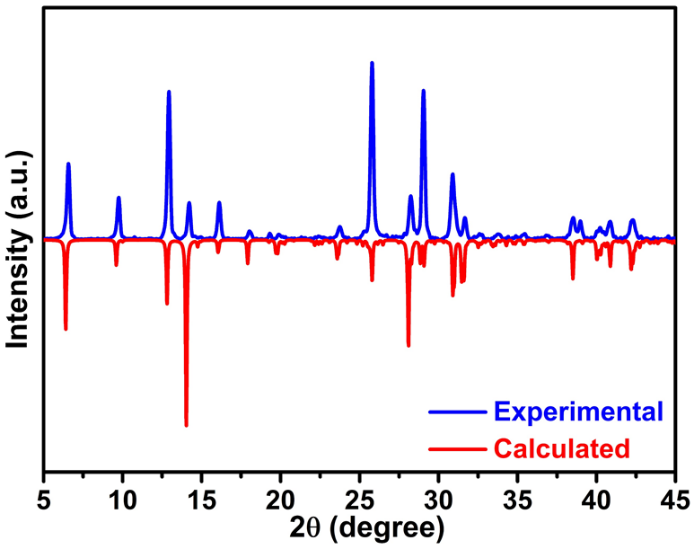 Intensity (a.u.)
Experimental
Calculated
5 10 15 20 25 30 35 40 45
2θ (degree)